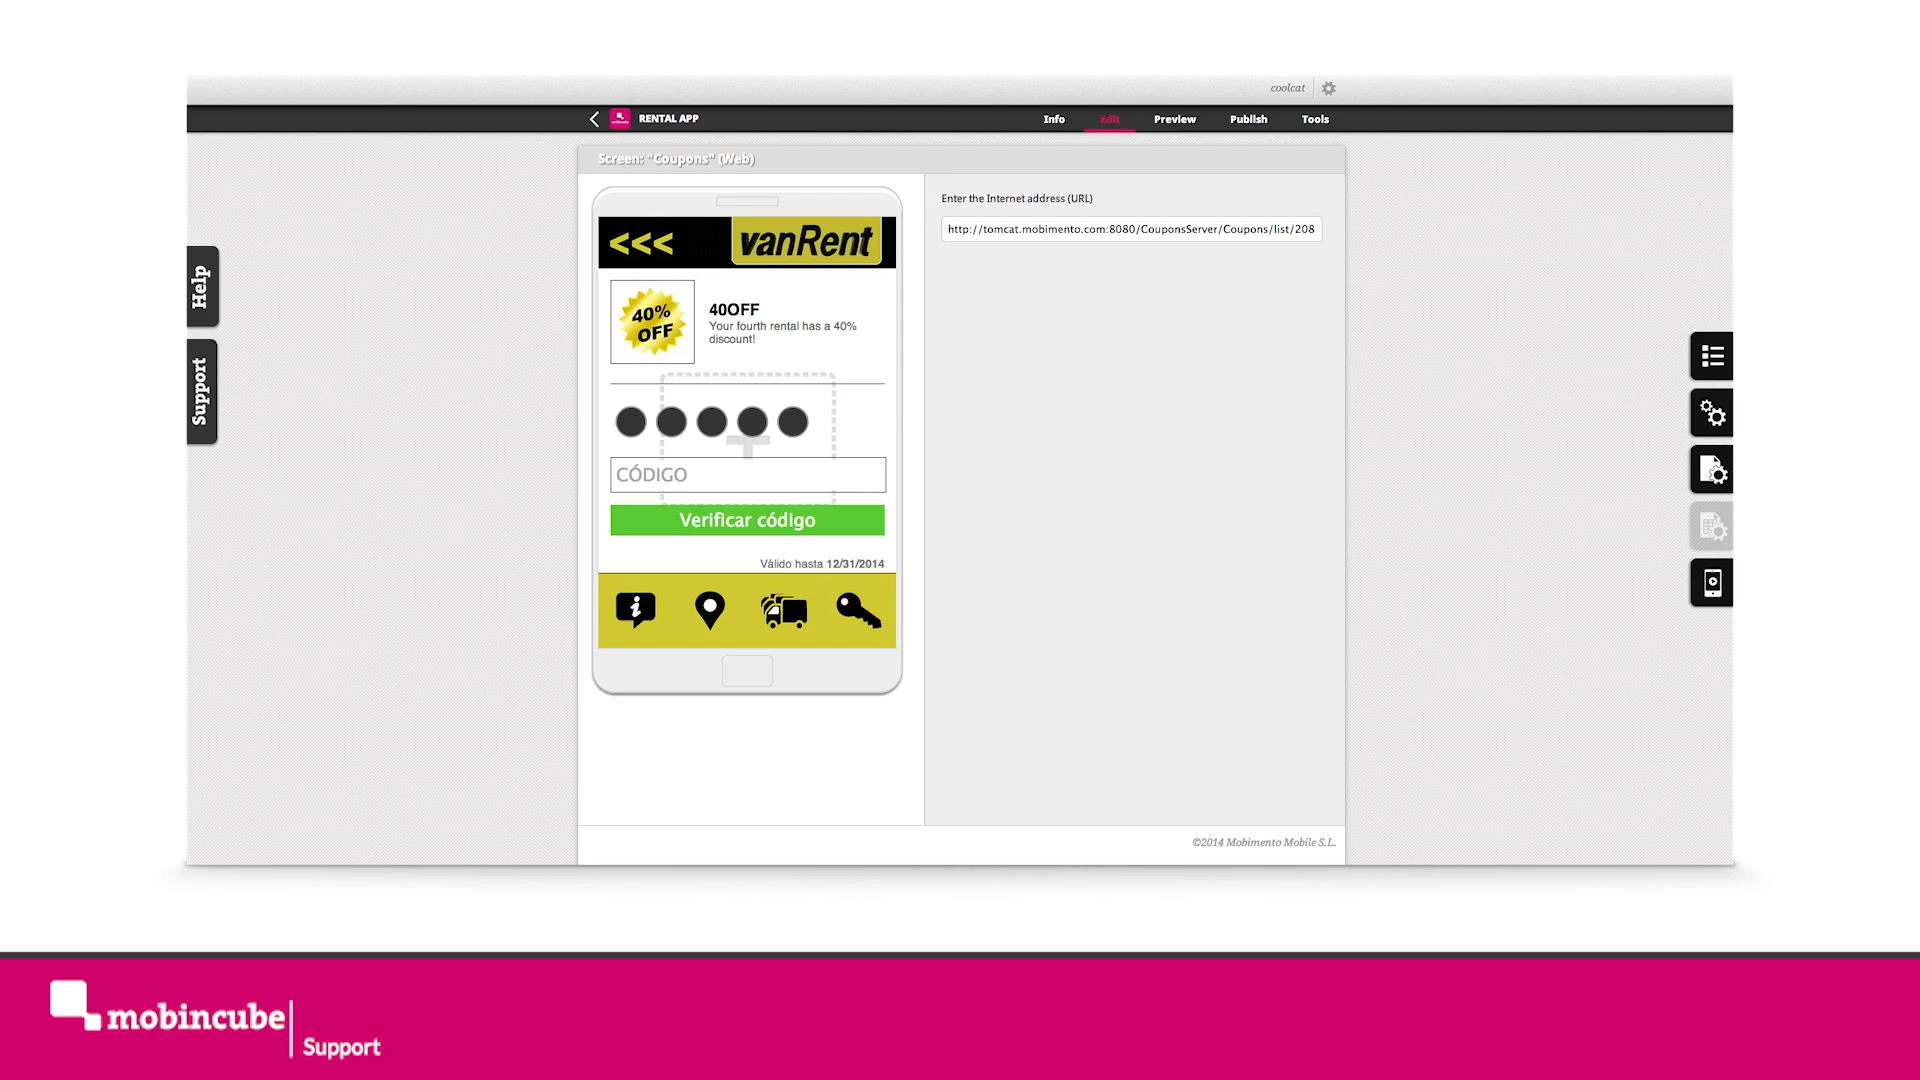 coolcat
RENTAL APP
Info
Edit
Preview
Publish
Tools
Screen: "Coupons" (Web)
Help
Support
<<<
vanRent
40%
OFF
40OFF
Your fourth rental has a 40%
discount!
CÓDIGO
Verificar código
Válido hasta 12/31/2014
Enter the Internet address (URL)
http://tomcat.mobimento.com:8080/CouponsServer/Coupons/list/208
©2014 Mobimento Mobile S.L.
mobincube
Support